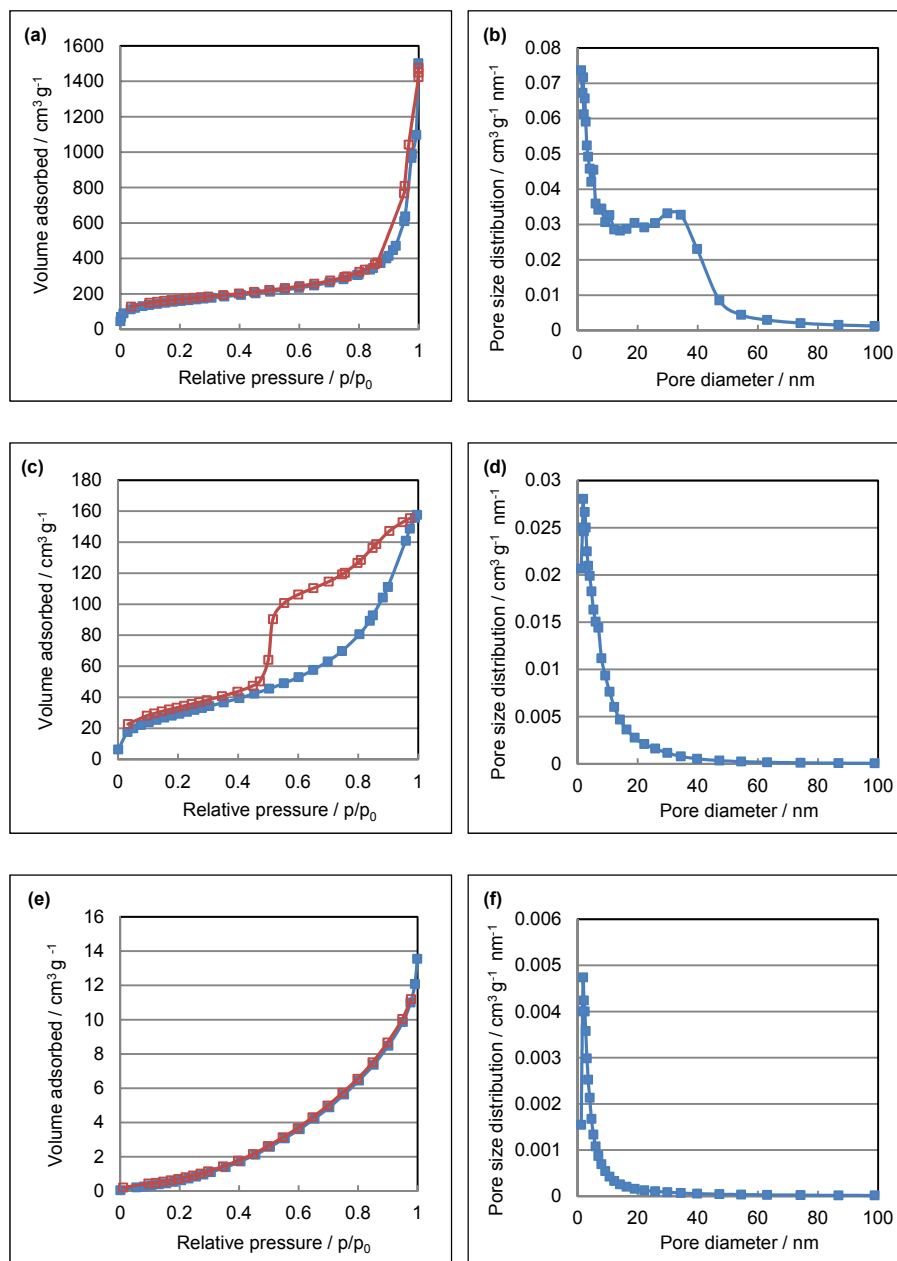 (a)
1600
1400
1200
1000
800
600
400
200
0
0 0.2 0.4 0.6 0.8 1
Volume adsorbed / cm³ g⁻¹
Relative pressure / p/p₀
(b)
0.08
0.07
0.06
0.05
0.04
0.03
0.02
0.01
0
0 20 40 60 80 100
Pore size distribution / cm³ g⁻¹ nm⁻¹
Pore diameter / nm
(c)
180
160
140
120
100
80
60
40
20
0
0 0.2 0.4 0.6 0.8 1
Volume adsorbed / cm³ g⁻¹
Relative pressure / p/p₀
(d)
0.03
0.025
0.02
0.015
0.01
0.005
0
0 20 40 60 80 100
Pore size distribution / cm³ g⁻¹ nm⁻¹
Pore diameter / nm
(e)
16
14
12
10
8
6
4
2
0
0 0.2 0.4 0.6 0.8 1
Volume adsorbed / cm³ g⁻¹
Relative pressure / p/p₀
(f)
0.006
0.005
0.004
0.003
0.002
0.001
0
0 20 40 60 80 100
Pore size distribution / cm³ g⁻¹ nm⁻¹
Pore diameter / nm